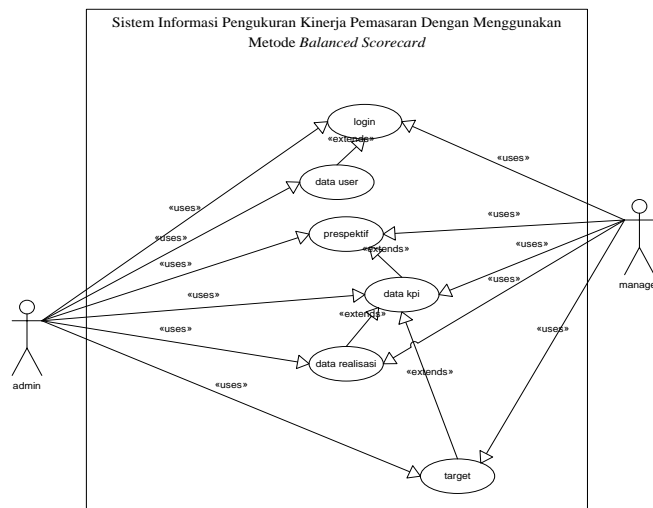 Sistem Informasi Pengukuran Kinerja Pemasaran Dengan Menggunakan
Metode Balanced Scorecard
login
«extends»
«uses»
data user
«uses»
«uses»
«uses»
prespektif
«extends»
«uses»
«uses»
manage
data kpi
«uses»
«uses»
«extends»
«uses»
«uses»
data realisasi
«extends»
admin
«uses»
target